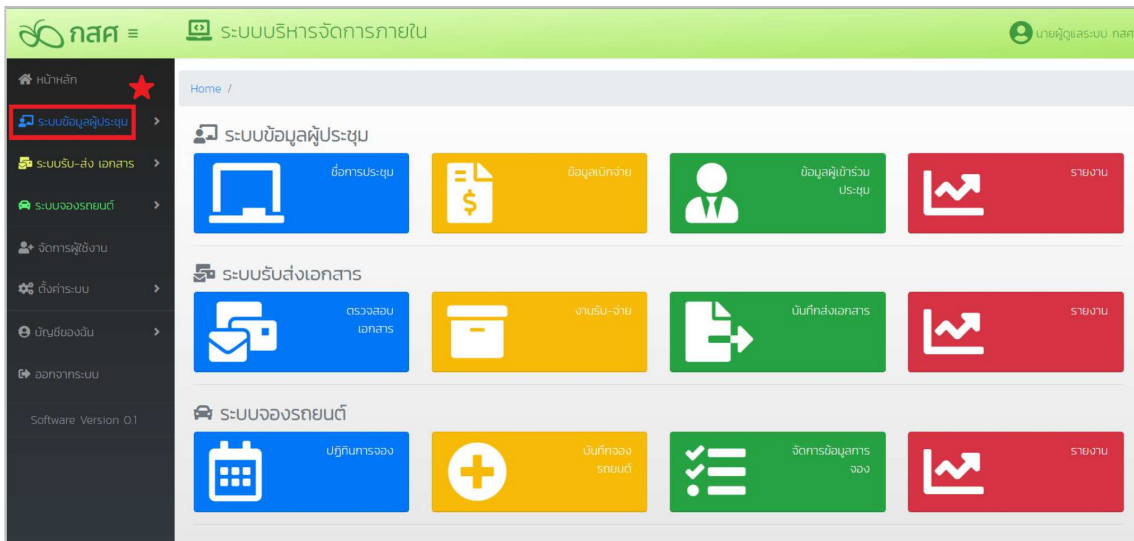 กสศ
ระบบบริหารจัดการภายใน
นายผู้ดูแลระบบ กสศ
หน้าหลัก
ระบบข้อมูลผู้ประชุม
ระบบรับ-ส่ง เอกสาร
ระบบจองรถยนต์
จัดการผู้ใช้งาน
ตั้งค่าระบบ
บัญชีของฉัน
ออกจากระบบ
Software Version 0.1
Home /
ระบบข้อมูลผู้ประชุม
ชื่อการประชุม
ข้อมูลเบิกจ่าย
ข้อมูลผู้เข้าร่วม
ประชุม
รายงาน
ระบบรับส่งเอกสาร
ตรวจสอบ
เอกสาร
งานรับ-จ่าย
บันทึกส่งเอกสาร
รายงาน
ระบบจองรถยนต์
ปฏิทินการจอง
บันทึกจอง
รถยนต์
จัดการข้อมูลการ
จอง
รายงาน